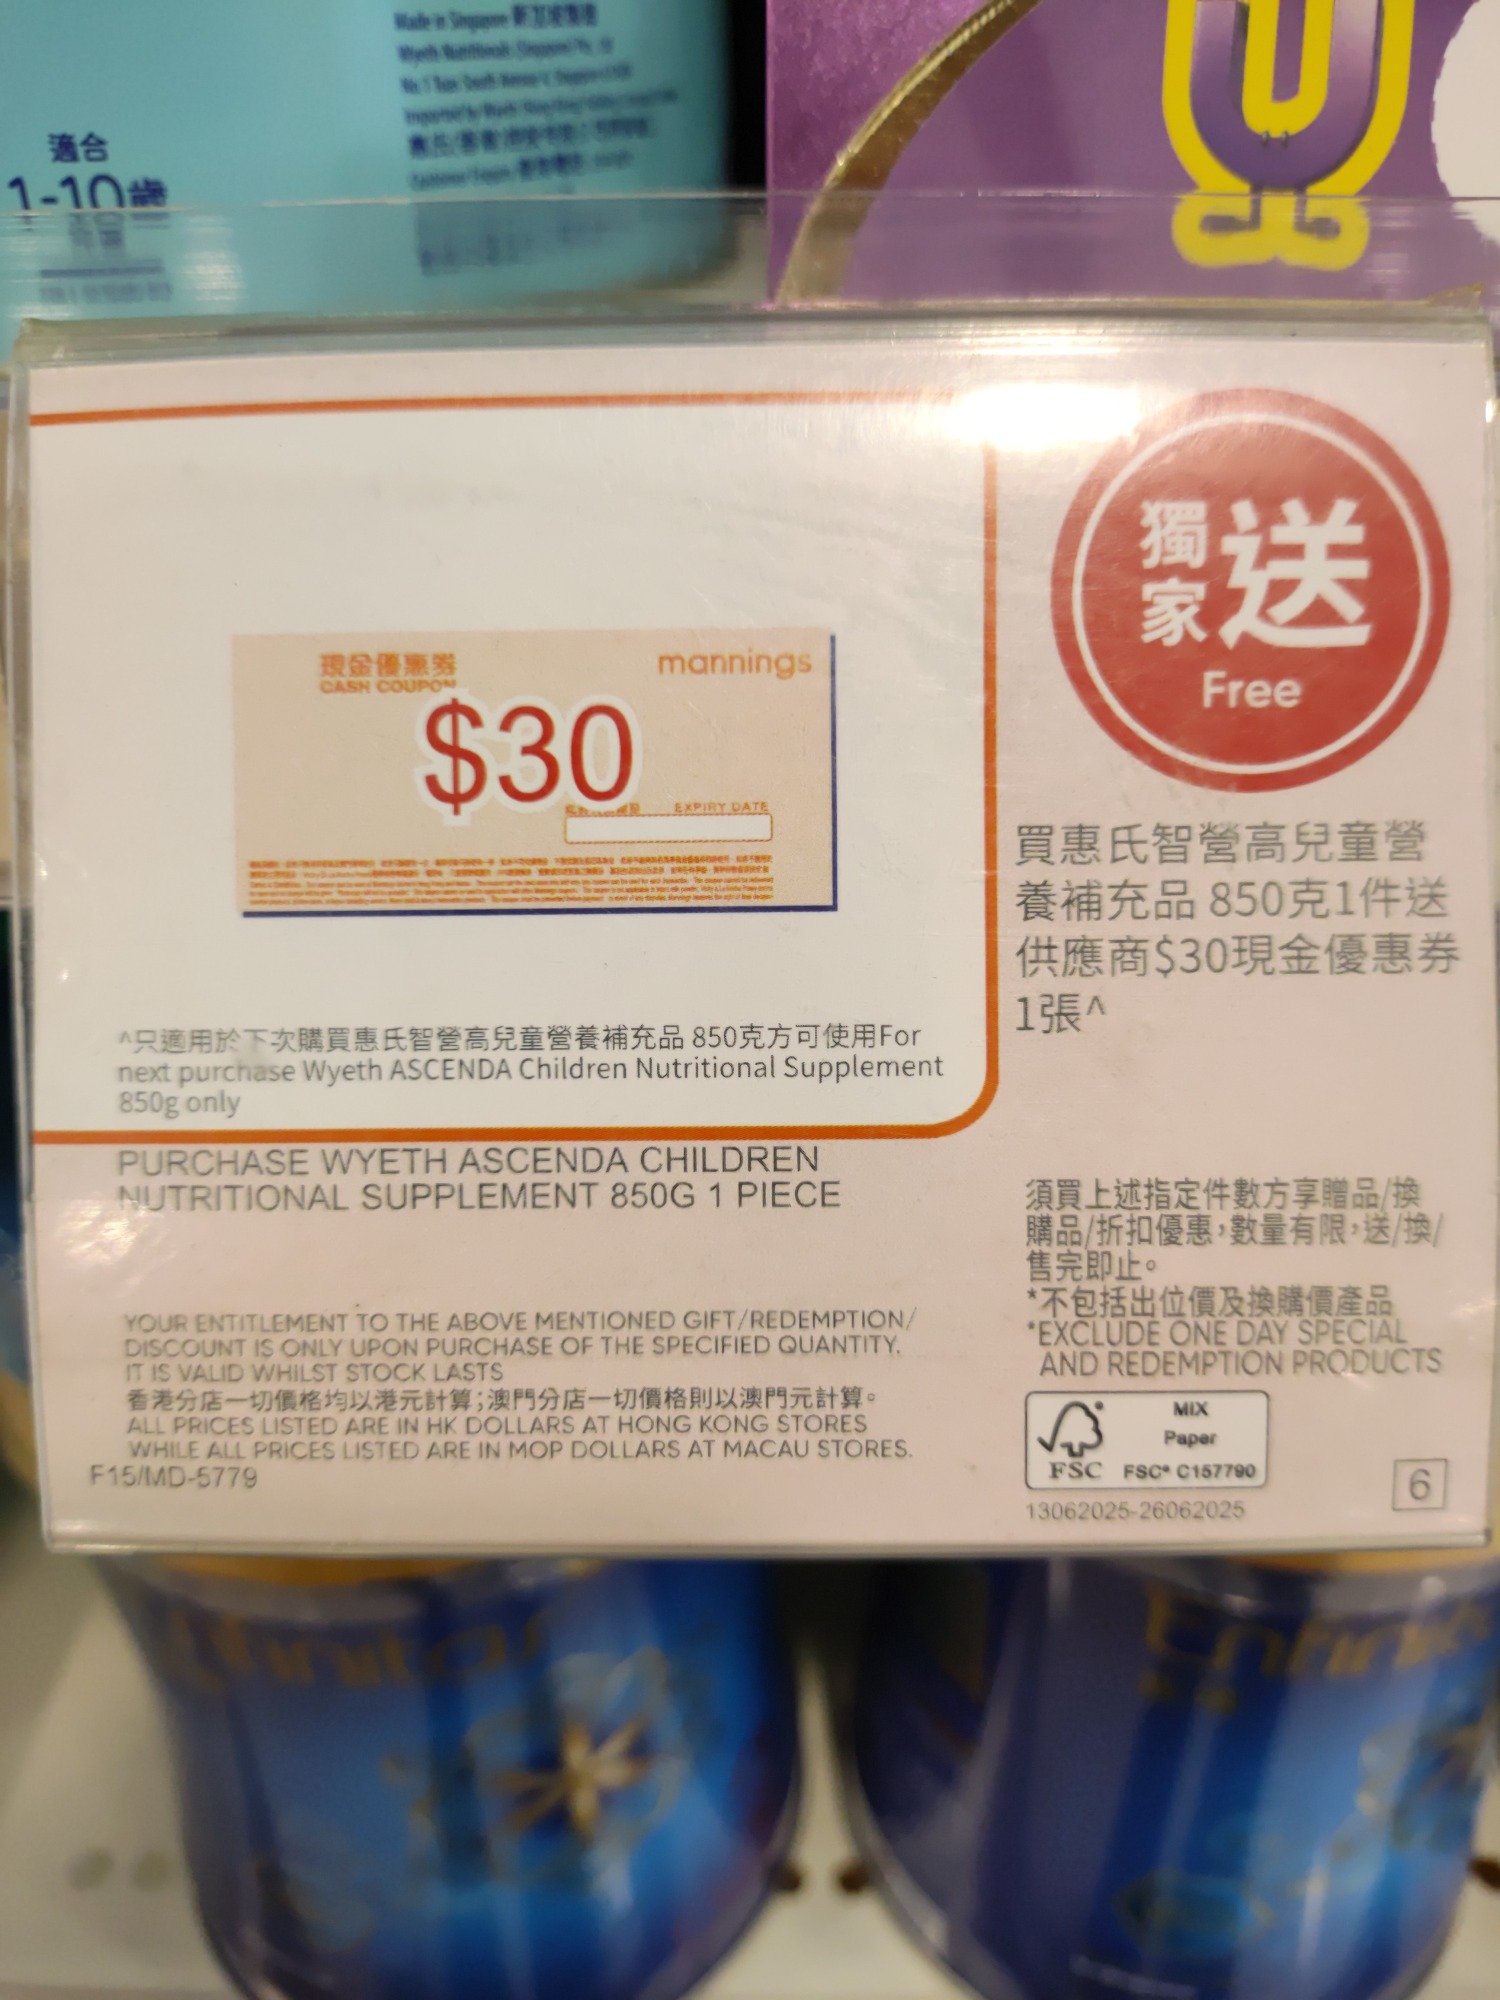 Made in Singapore 新加坡製造
適合
1-10歲
獨家送
Free
現金優惠券
mannings
CASH COUPON
$30
EXPIRY DATE
買惠氏智營高兒童營
養補充品 850克1件送
供應商$30現金優惠券
1張^
^只適用於下次購買惠氏智營高兒童營養補充品 850克方可使用For
next purchase Wyeth ASCENDA Children Nutritional Supplement
850g only
PURCHASE WYETH ASCENDA CHILDREN
NUTRITIONAL SUPPLEMENT 850G 1 PIECE
須買上述指定件數方享贈品/換
購品/折扣優惠，數量有限，送/換/
售完即止。
*不包括出位價及換購價產品
*EXCLUDE ONE DAY SPECIAL
AND REDEMPTION PRODUCTS
YOUR ENTITLEMENT TO THE ABOVE MENTIONED GIFT/REDEMPTION/
DISCOUNT IS ONLY UPON PURCHASE OF THE SPECIFIED QUANTITY.
IT IS VALID WHILST STOCK LASTS
香港分店一切價格均以港元計算；澳門分店一切價格則以澳門元計算。
ALL PRICES LISTED ARE IN HK DOLLARS AT HONG KONG STORES
WHILE ALL PRICES LISTED ARE IN MOP DOLLARS AT MACAU STORES.
F15/MD-5779
MIX
Paper
FSC FSC® C157790
13062025-26062025
6